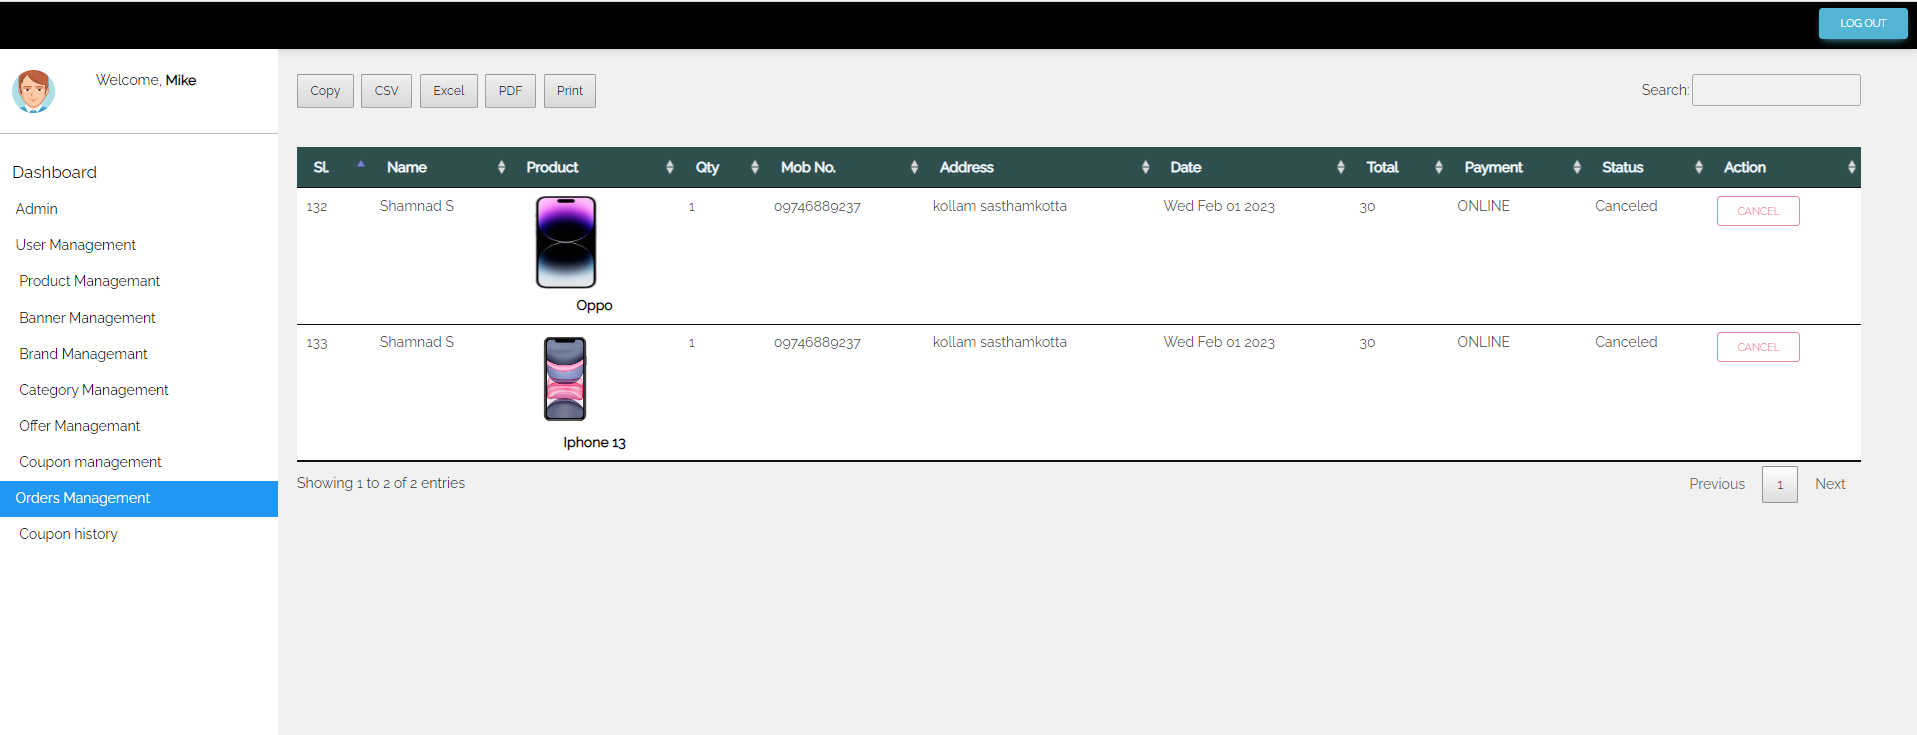 LOG OUT
Welcome, Mike
Dashboard
Admin
User Management
Product Managemant
Banner Management
Brand Managemant
Category Management
Offer Managemant
Coupon management
Orders Management
Coupon history
Copy CSV Excel PDF Print Search:
Sl. Name Product Qty Mob No. Address Date Total Payment Status Action
132 Shamnad S 1 09746889237 kollam sasthamkotta Wed Feb 01 2023 30 ONLINE Canceled CANCEL
Oppo
133 Shamnad S 1 09746889237 kollam sasthamkotta Wed Feb 01 2023 30 ONLINE Canceled CANCEL
Iphone 13
Showing 1 to 2 of 2 entries Previous 1 Next